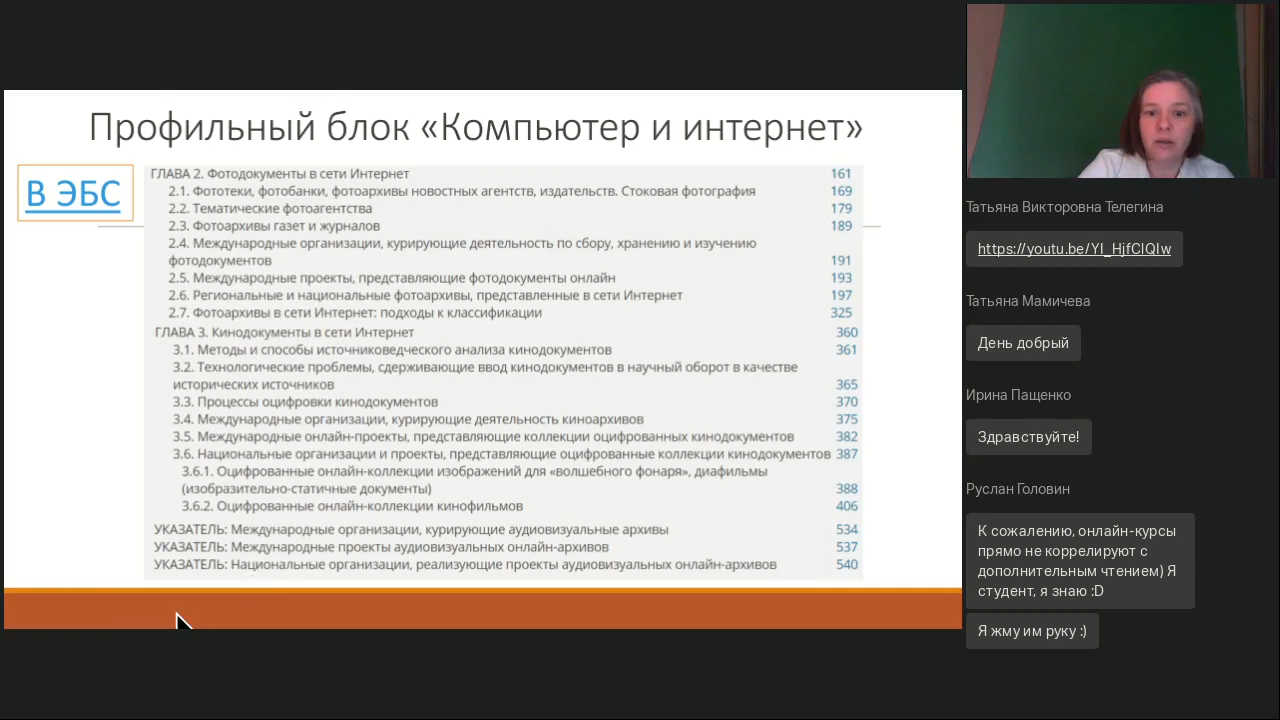 Профильный блок «Компьютер и интернет»
В ЭБС
ГЛАВА 2. Фотодокументы в сети Интернет 161
2.1. Фототеки, фотобанки, фотоархивы новостных агентств, издательств. Стоковая фотография 169
2.2. Тематические фотоагентства 179
2.3. Фотоархивы газет и журналов 189
2.4. Международные организации, курирующие деятельность по сбору, хранению и изучению
фотодокументов 191
2.5. Международные проекты, представляющие фотодокументы онлайн 193
2.6. Региональные и национальные фотоархивы, представленные в сети Интернет 197
2.7. Фотоархивы в сети Интернет: подходы к классификации 325
ГЛАВА 3. Кинодокументы в сети Интернет 360
3.1. Методы и способы источниковедческого анализа кинодокументов 361
3.2. Технологические проблемы, сдерживающие ввод кинодокументов в научный оборот в качестве
исторических источников 365
3.3. Процессы оцифровки кинодокументов 370
3.4. Международные организации, курирующие деятельность киноархивов 375
3.5. Международные онлайн-проекты, представляющие коллекции оцифрованных кинодокументов 382
3.6. Национальные организации и проекты, представляющие оцифрованные коллекции кинодокументов 387
3.6.1. Оцифрованные онлайн-коллекции изображений для «волшебного фонаря», диафильмы
(изобразительно-статичные документы) 388
3.6.2. Оцифрованные онлайн-коллекции кинофильмов 406
УКАЗАТЕЛЬ: Международные организации, курирующие аудиовизуальные архивы 534
УКАЗАТЕЛЬ: Международные проекты аудиовизуальных онлайн-архивов 537
УКАЗАТЕЛЬ: Национальные организации, реализующие проекты аудиовизуальных онлайн-архивов 540
Татьяна Викторовна Телегина
https://youtu.be/YI_HjfClQIw
Татьяна Мамичева
День добрый
Ирина Пащенко
Здравствуйте!
Руслан Головин
К сожалению, онлайн-курсы
прямо не коррелируют с
дополнительным чтением) Я
студент, я знаю :D
Я жму им руку :)